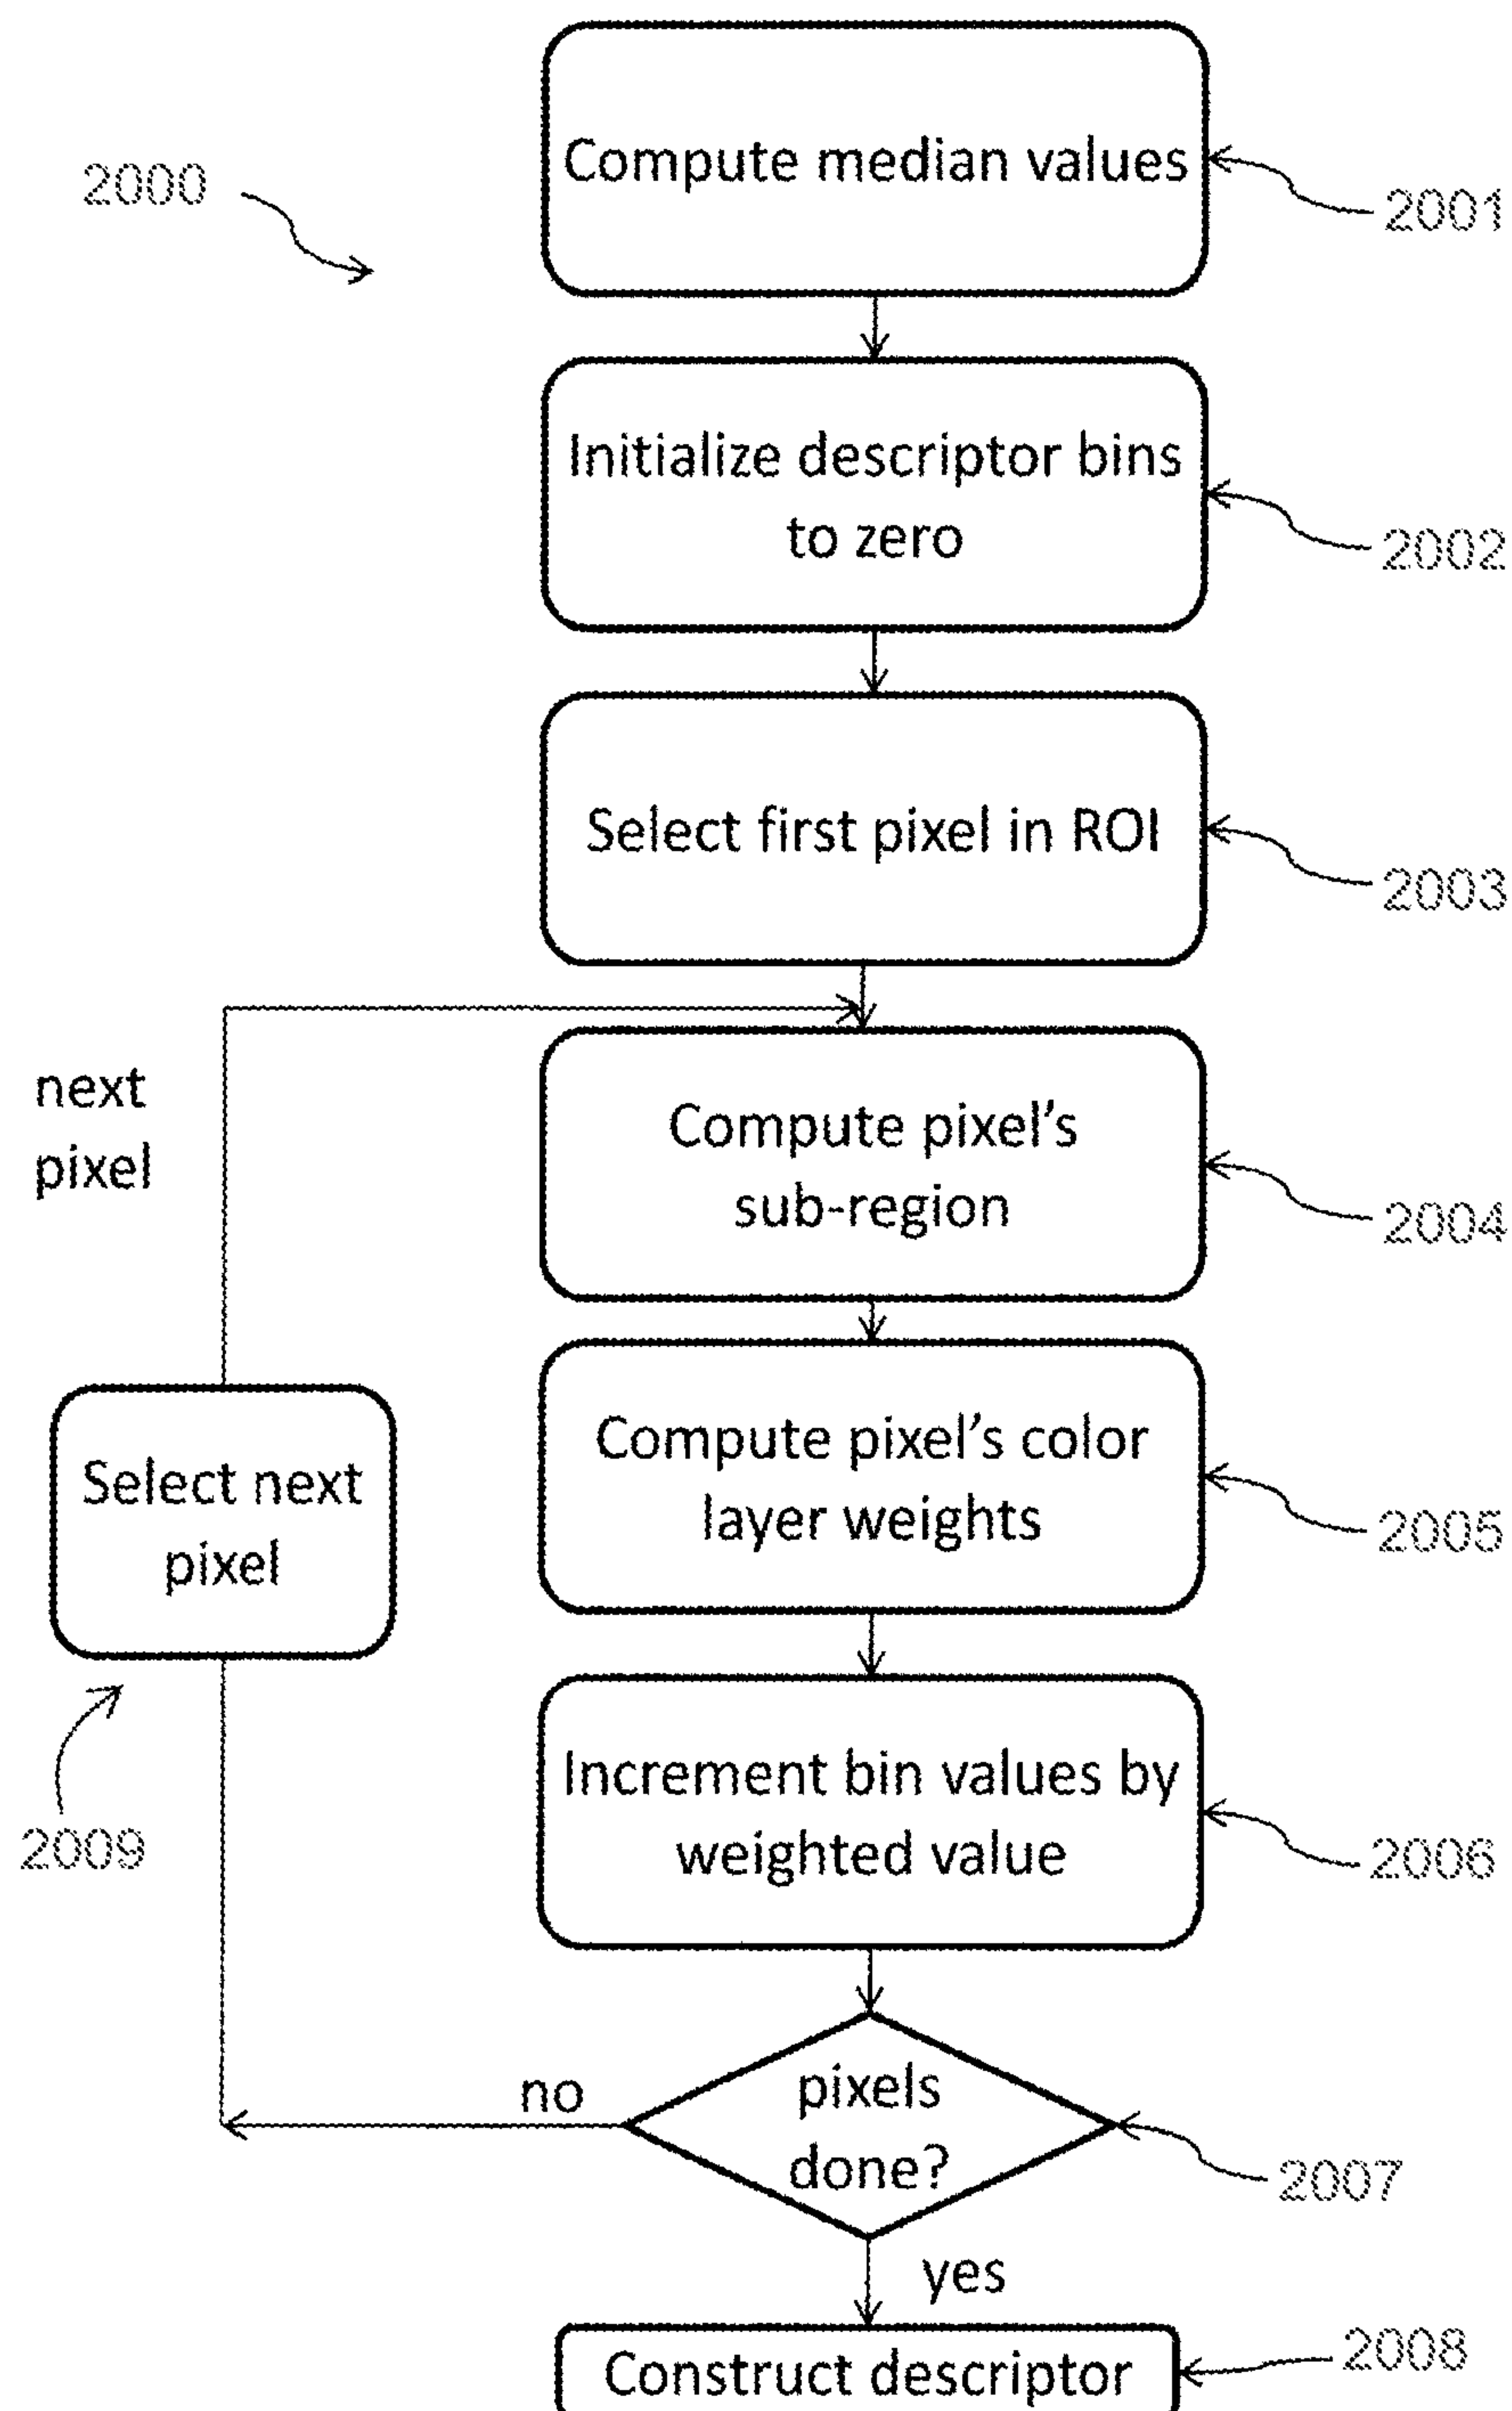 2000
Compute median values
2001
Initialize descriptor bins
to zero
2002
Select first pixel in ROI
2003
next
pixel
Compute pixel's
sub-region
2004
Select next
pixel
Compute pixel's color
layer weights
2005
Increment bin values by
weighted value
2006
2009
no
pixels
done?
2007
yes
Construct descriptor
2008